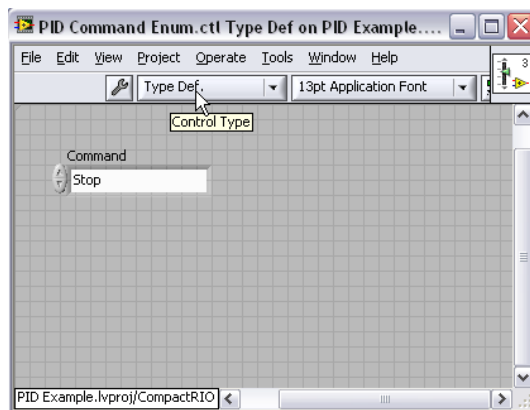 PID Command Enum.ctl Type Def on PID Example....
File Edit View Project Operate Tools Window Help
Type Def. 13pt Application Font
3
Control Type
Command
Stop
PID Example.lvproj/CompactRIO